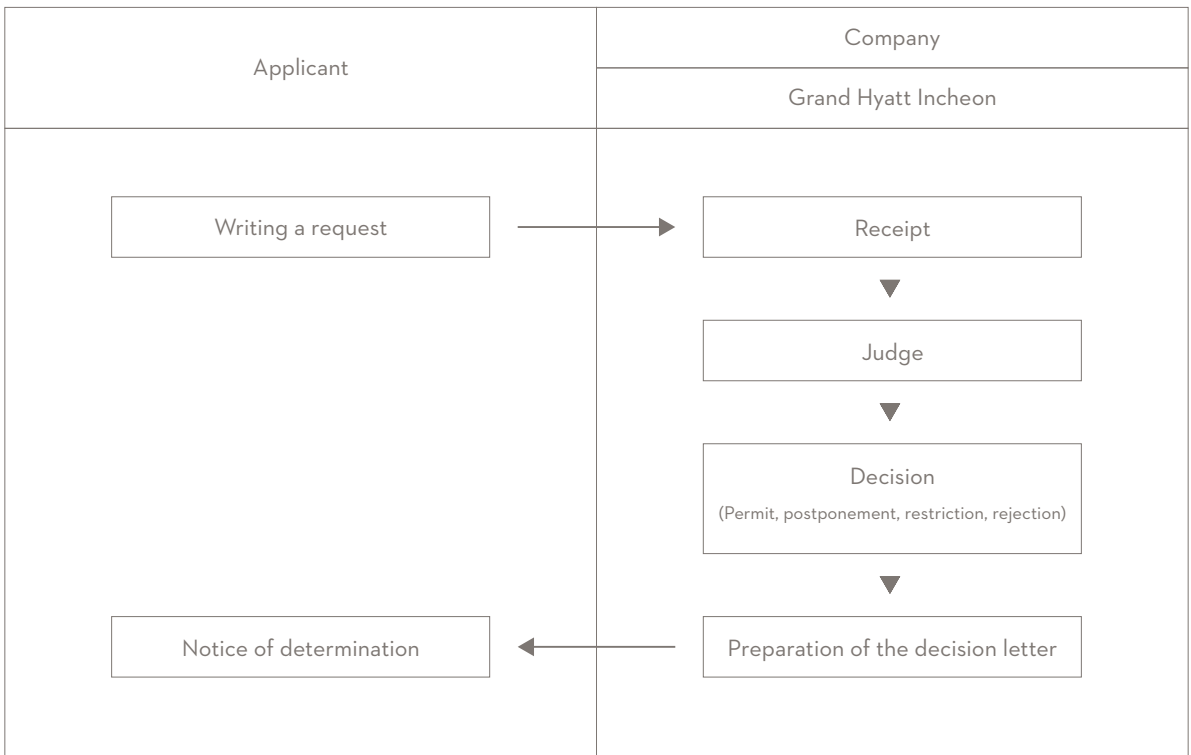 Applicant
Company
Grand Hyatt Incheon
Writing a request
Receipt
Judge
Decision
(Permit, postponement, restriction, rejection)
Notice of determination
Preparation of the decision letter